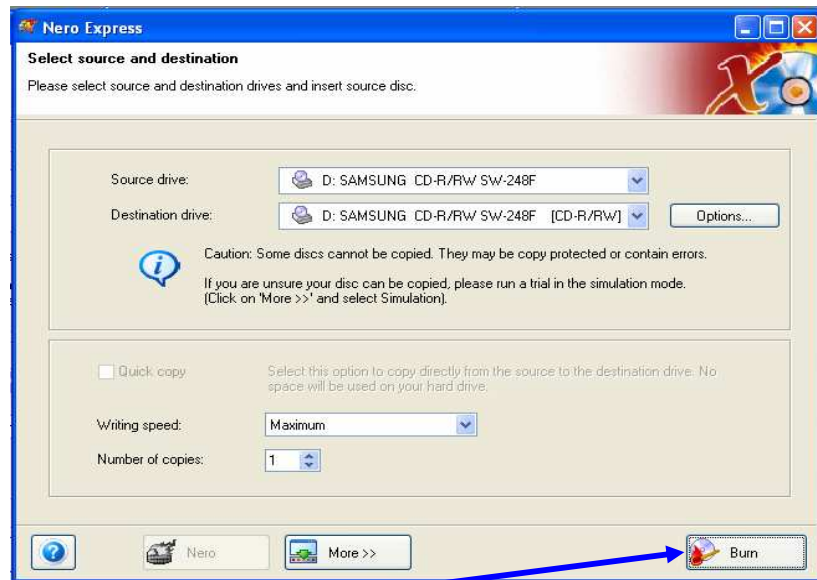 Nero Express
Select source and destination
Please select source and destination drives and insert source disc.
Source drive:
D: SAMSUNG CD-R/RW SW-248F
Destination drive:
D: SAMSUNG CD-R/RW SW-248F [CD-R/RW]
Options...
Caution: Some discs cannot be copied. They may be copy protected or contain errors.
If you are unsure your disc can be copied, please run a trial in the simulation mode.
(Click on 'More >>' and select Simulation).
Quick copy
Select this option to copy directly from the source to the destination drive. No
space will be used on your hard drive.
Writing speed:
Maximum
Number of copies:
1
Nero
More >>
Burn